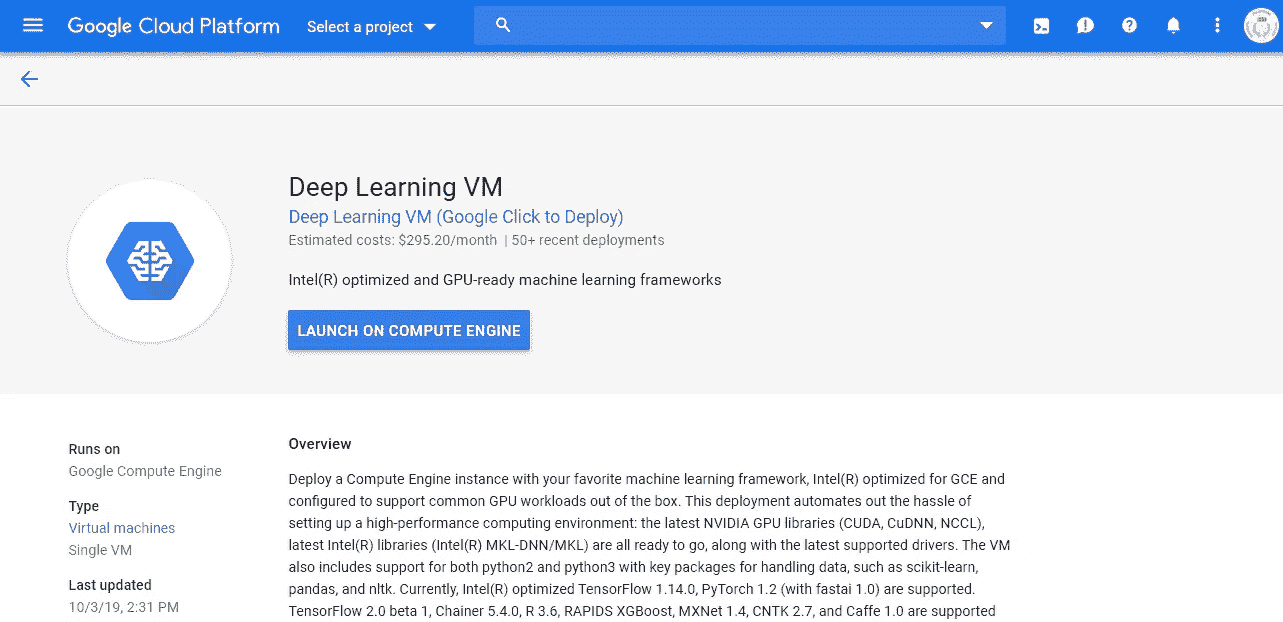 Google Cloud Platform
Select a project
Deep Learning VM
Deep Learning VM (Google Click to Deploy)
Estimated costs: $295.20/month | 50+ recent deployments
Intel(R) optimized and GPU-ready machine learning frameworks
LAUNCH ON COMPUTE ENGINE
Runs on
Google Compute Engine
Type
Virtual machines
Single VM
Last updated
10/3/19, 2:31 PM
Overview
Deploy a Compute Engine instance with your favorite machine learning framework, Intel(R) optimized for GCE and
configured to support common GPU workloads out of the box. This deployment automates out the hassle of
setting up a high-performance computing environment: the latest NVIDIA GPU libraries (CUDA, CuDNN, NCCL),
latest Intel(R) libraries (Intel(R) MKL-DNN/MKL) are all ready to go, along with the latest supported drivers. The VM
also includes support for both python2 and python3 with key packages for handling data, such as scikit-learn,
pandas, and nltk. Currently, Intel(R) optimized TensorFlow 1.14.0, PyTorch 1.2 (with fastai 1.0) are supported.
TensorFlow 2.0 beta 1, Chainer 5.4.0, R 3.6, RAPIDS XGBoost, MXNet 1.4, CNTK 2.7, and Caffe 1.0 are supported